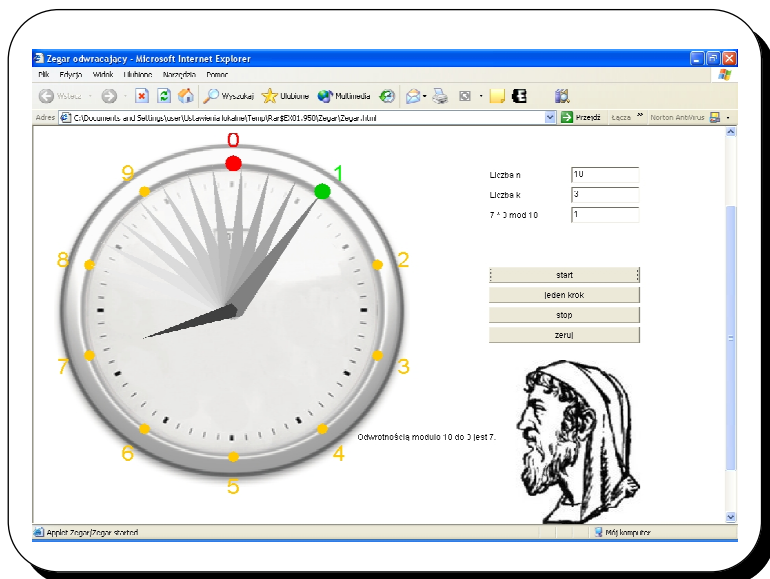 Zegar odwracający - Microsoft Internet Explorer
Plik Edycja Widok Ulubione Narzędzia Pomoc
Wstecz Wyszukaj Ulubione Multimedia
Adres C:\Documents and Settings\user\Ustawienia lokalne\Temp\Rar$EX01.950\Zegar\Zegar.html Przejdź Łącza » Norton AntiVirus
0
9 1
8 2
7 3
6 4
5
Liczba n 10
Liczba k 3
7 * 3 mod 10 1
start
jeden krok
stop
zeruj
Odwrotnością modulo 10 do 3 jest 7.
Applet Zegar/Zegar started Mój komputer